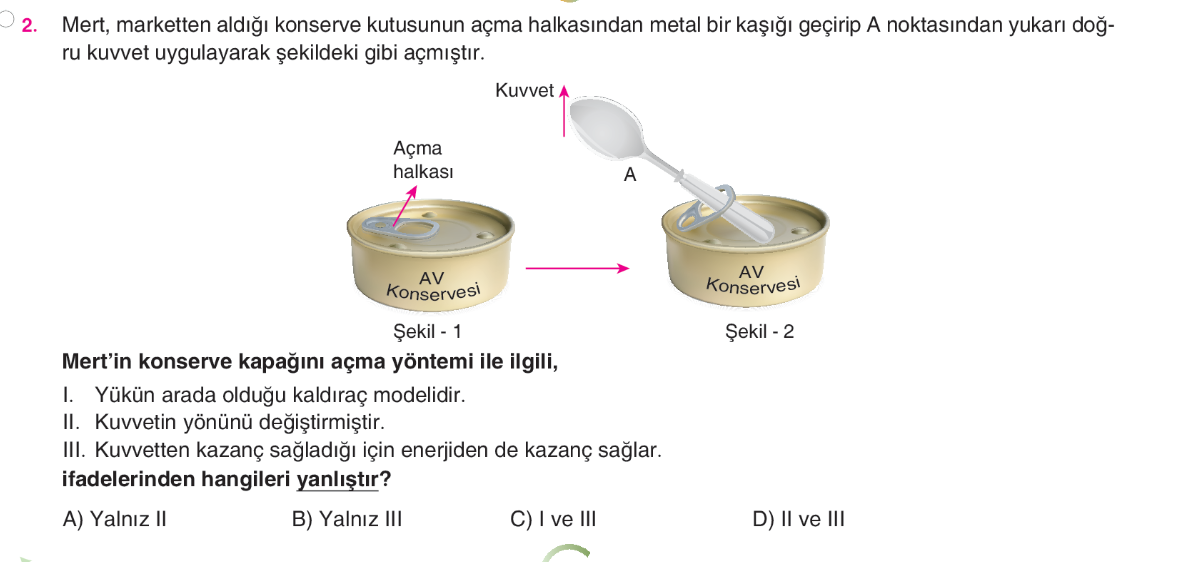 2. Mert, marketten aldığı konserve kutusunun açma halkasından metal bir kaşığı geçirip A noktasından yukarı doğ-
ru kuvvet uygulayarak şekildeki gibi açmıştır.
Kuvvet
Açma
halkası
A
AV
Konservesi
AV
Konservesi
Şekil - 1
Şekil - 2
Mert'in konserve kapağını açma yöntemi ile ilgili,
I. Yükün arada olduğu kaldıraç modelidir.
II. Kuvvetin yönünü değiştirmiştir.
III. Kuvvetten kazanç sağladığı için enerjiden de kazanç sağlar.
ifadelerinden hangileri yanlıştır?
A) Yalnız II B) Yalnız III C) I ve III D) II ve III